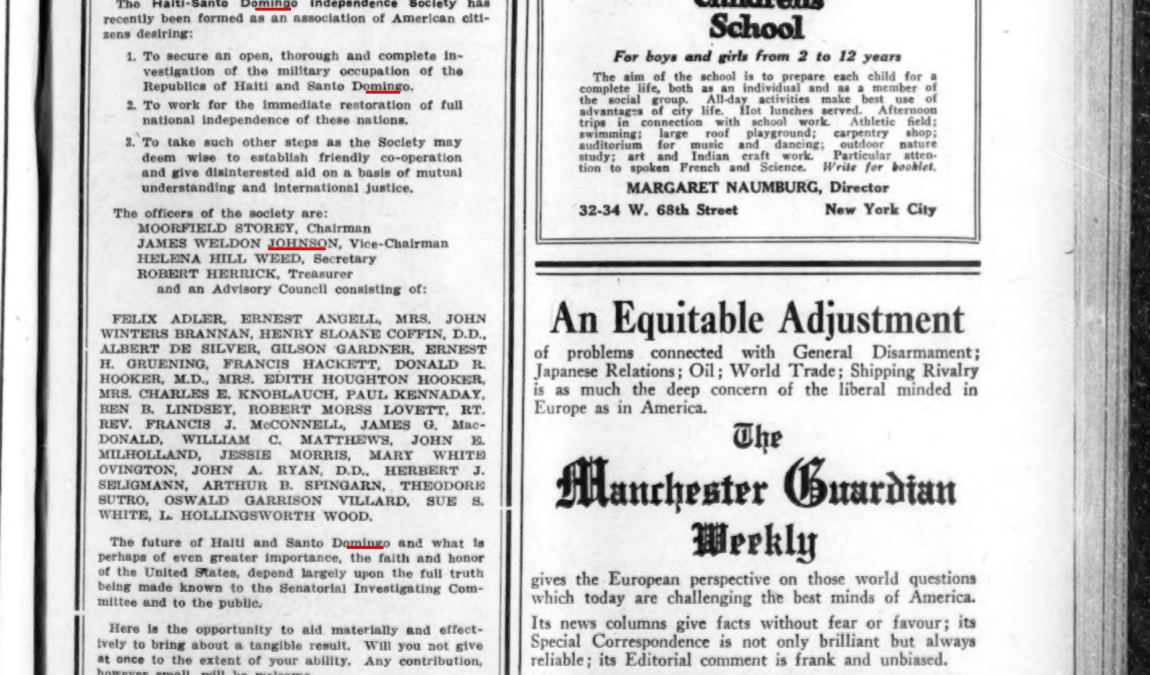 The Haiti-Santo Domingo Independence Society has
recently been formed as an association of American citi-
zens desiring:
1. To secure an open, thorough and complete in-
vestigation of the military occupation of the
Republics of Haiti and Santo Domingo.
2. To work for the immediate restoration of full
national independence of these nations.
3. To take such other steps as the Society may
deem wise to establish friendly co-operation
and give disinterested aid on a basis of mutual
understanding and international justice.
The officers of the society are:
MOORFIELD STOREY, Chairman
JAMES WELDON JOHNSON, Vice-Chairman
HELENA HILL WEED, Secretary
ROBERT HERRICK, Treasurer
and an Advisory Council consisting of:
FELIX ADLER, ERNEST ANGELL, MRS. JOHN
WINTERS BRANNAN, HENRY SLOANE COFFIN, D.D.,
ALBERT DE SILVER, GILSON GARDNER, ERNEST
H. GRUENING, FRANCIS HACKETT, DONALD R.
HOOKER, M.D., MRS. EDITH HOUGHTON HOOKER,
MRS. CHARLES E. KNOBLAUCH, PAUL KENNADAY,
BEN B. LINDSEY, ROBERT MORSS LOVETT, RT.
REV. FRANCIS J. McCONNELL, JAMES G. Mac-
DONALD, WILLIAM C. MATTHEWS, JOHN E.
MILHOLLAND, JESSIE MORRIS, MARY WHITE
OVINGTON, JOHN A. RYAN, D.D., HERBERT J.
SELIGMANN, ARTHUR B. SPINGARN, THEODORE
SUTRO, OSWALD GARRISON VILLARD, SUE S.
WHITE, L. HOLLINGSWORTH WOOD.
The future of Haiti and Santo Domingo and what is
perhaps of even greater importance, the faith and honor
of the United States, depend largely upon the full truth
being made known to the Senatorial Investigating Com-
mittee and to the public.
Here is the opportunity to aid materially and effect-
ively to bring about a tangible result. Will you not give
at once to the extent of your ability. Any contribution,
however small, will be welcome.
Children's
School
For boys and girls from 2 to 12 years
The aim of the school is to prepare each child for a
complete life, both as an individual and as a member of
the social group. All-day activities make best use of
advantages of city life. Hot lunches served. Afternoon
trips in connection with school work. Athletic field;
swimming; large roof playground; carpentry shop;
auditorium for music and dancing; outdoor nature
study; art and Indian craft work. Particular atten-
tion to spoken French and Science. Write for booklet.
MARGARET NAUMBURG, Director
32-34 W. 68th Street New York City
An Equitable Adjustment
of problems connected with General Disarmament;
Japanese Relations; Oil; World Trade; Shipping Rivalry
is as much the deep concern of the liberal minded in
Europe as in America.
The
Manchester Guardian
Weekly
gives the European perspective on those world questions
which today are challenging the best minds of America.
Its news columns give facts without fear or favour; its
Special Correspondence is not only brilliant but always
reliable; its Editorial comment is frank and unbiased.